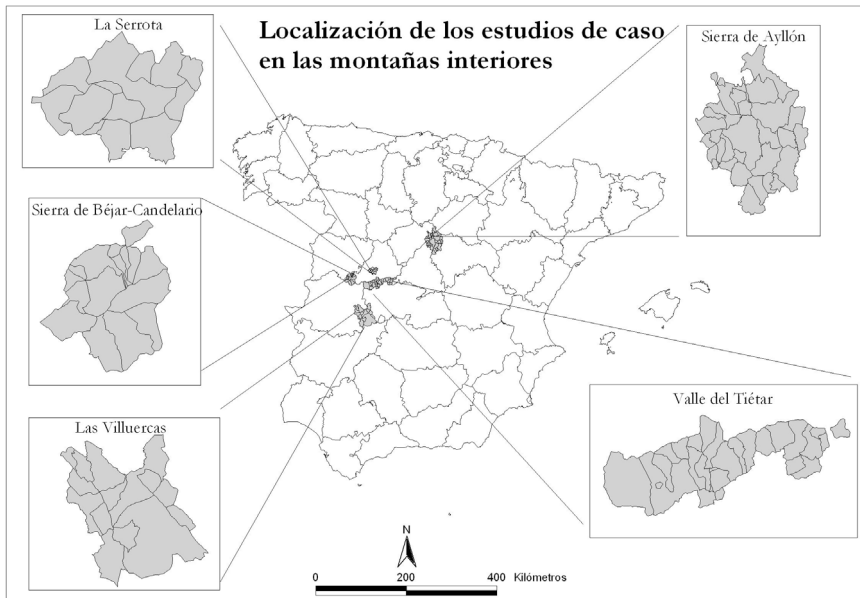 Localización de los estudios de caso
en las montañas interiores
La Serrota
Sierra de Ayllón
Sierra de Béjar-Candelario
Valle del Tiétar
Las Villuercas
N
0 200 400 Kilómetros